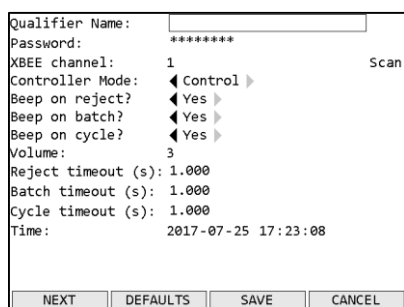 Qualifier Name:
Password: ********
XBEE channel: 1 Scan
Controller Mode: Control
Beep on reject? Yes
Beep on batch? Yes
Beep on cycle? Yes
Volume: 3
Reject timeout (s): 1.000
Batch timeout (s): 1.000
Cycle timeout (s): 1.000
Time: 2017-07-25 17:23:08
NEXT DEFAULTS SAVE CANCEL